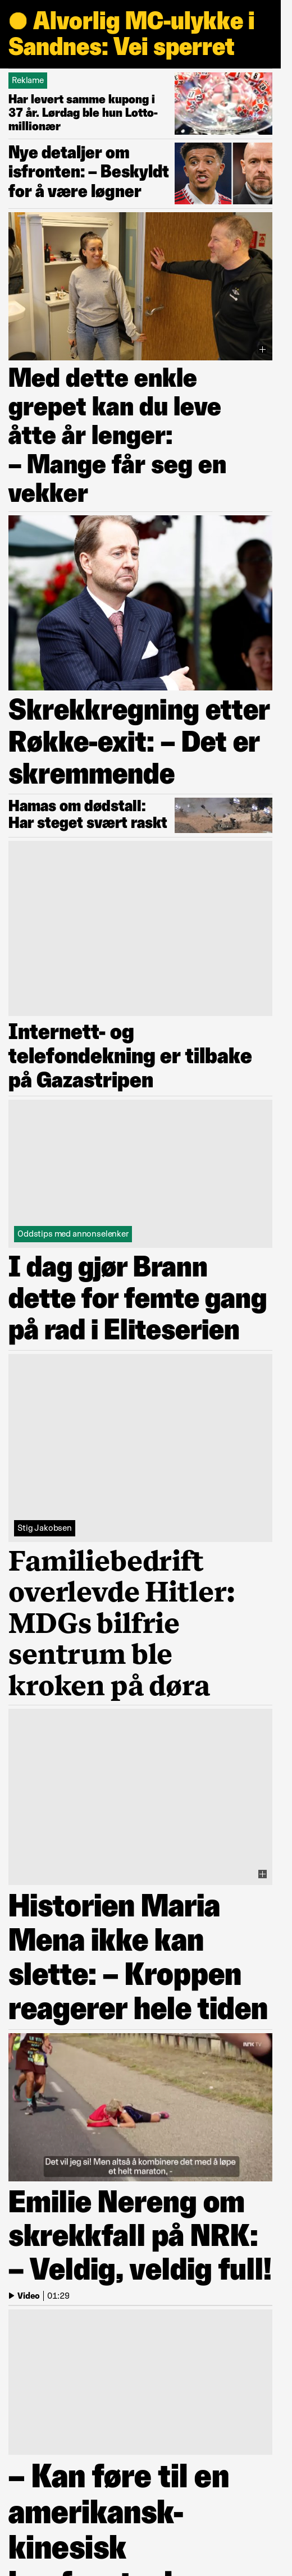 Alvorlig MC-ulykke i
Sandnes: Vei sperret
Reklame
Har levert samme kupong i
37 år. Lørdag ble hun Lotto-
millionær
Nye detaljer om
isfronten: – Beskyldt
for å være løgner
Med dette enkle
grepet kan du leve
åtte år lenger:
– Mange får seg en
vekker
Skrekkregning etter
Røkke-exit: – Det er
skremmende
Hamas om dødstall:
Har steget svært raskt
Internett- og
telefondekning er tilbake
på Gazastripen
Oddstips med annonselenker
I dag gjør Brann
dette for femte gang
på rad i Eliteserien
Stig Jakobsen
Familiebedrift
overlevde Hitler:
MDGs bilfrie
sentrum ble
kroken på døra
Historien Maria
Mena ikke kan
slette: – Kroppen
reagerer hele tiden
Det vil jeg si! Men altså å kombinere det med å løpe
et helt maraton, -
Emilie Nereng om
skrekkfall på NRK:
– Veldig, veldig full!
Video | 01:29
– Kan føre til en
amerikansk-
kinesisk